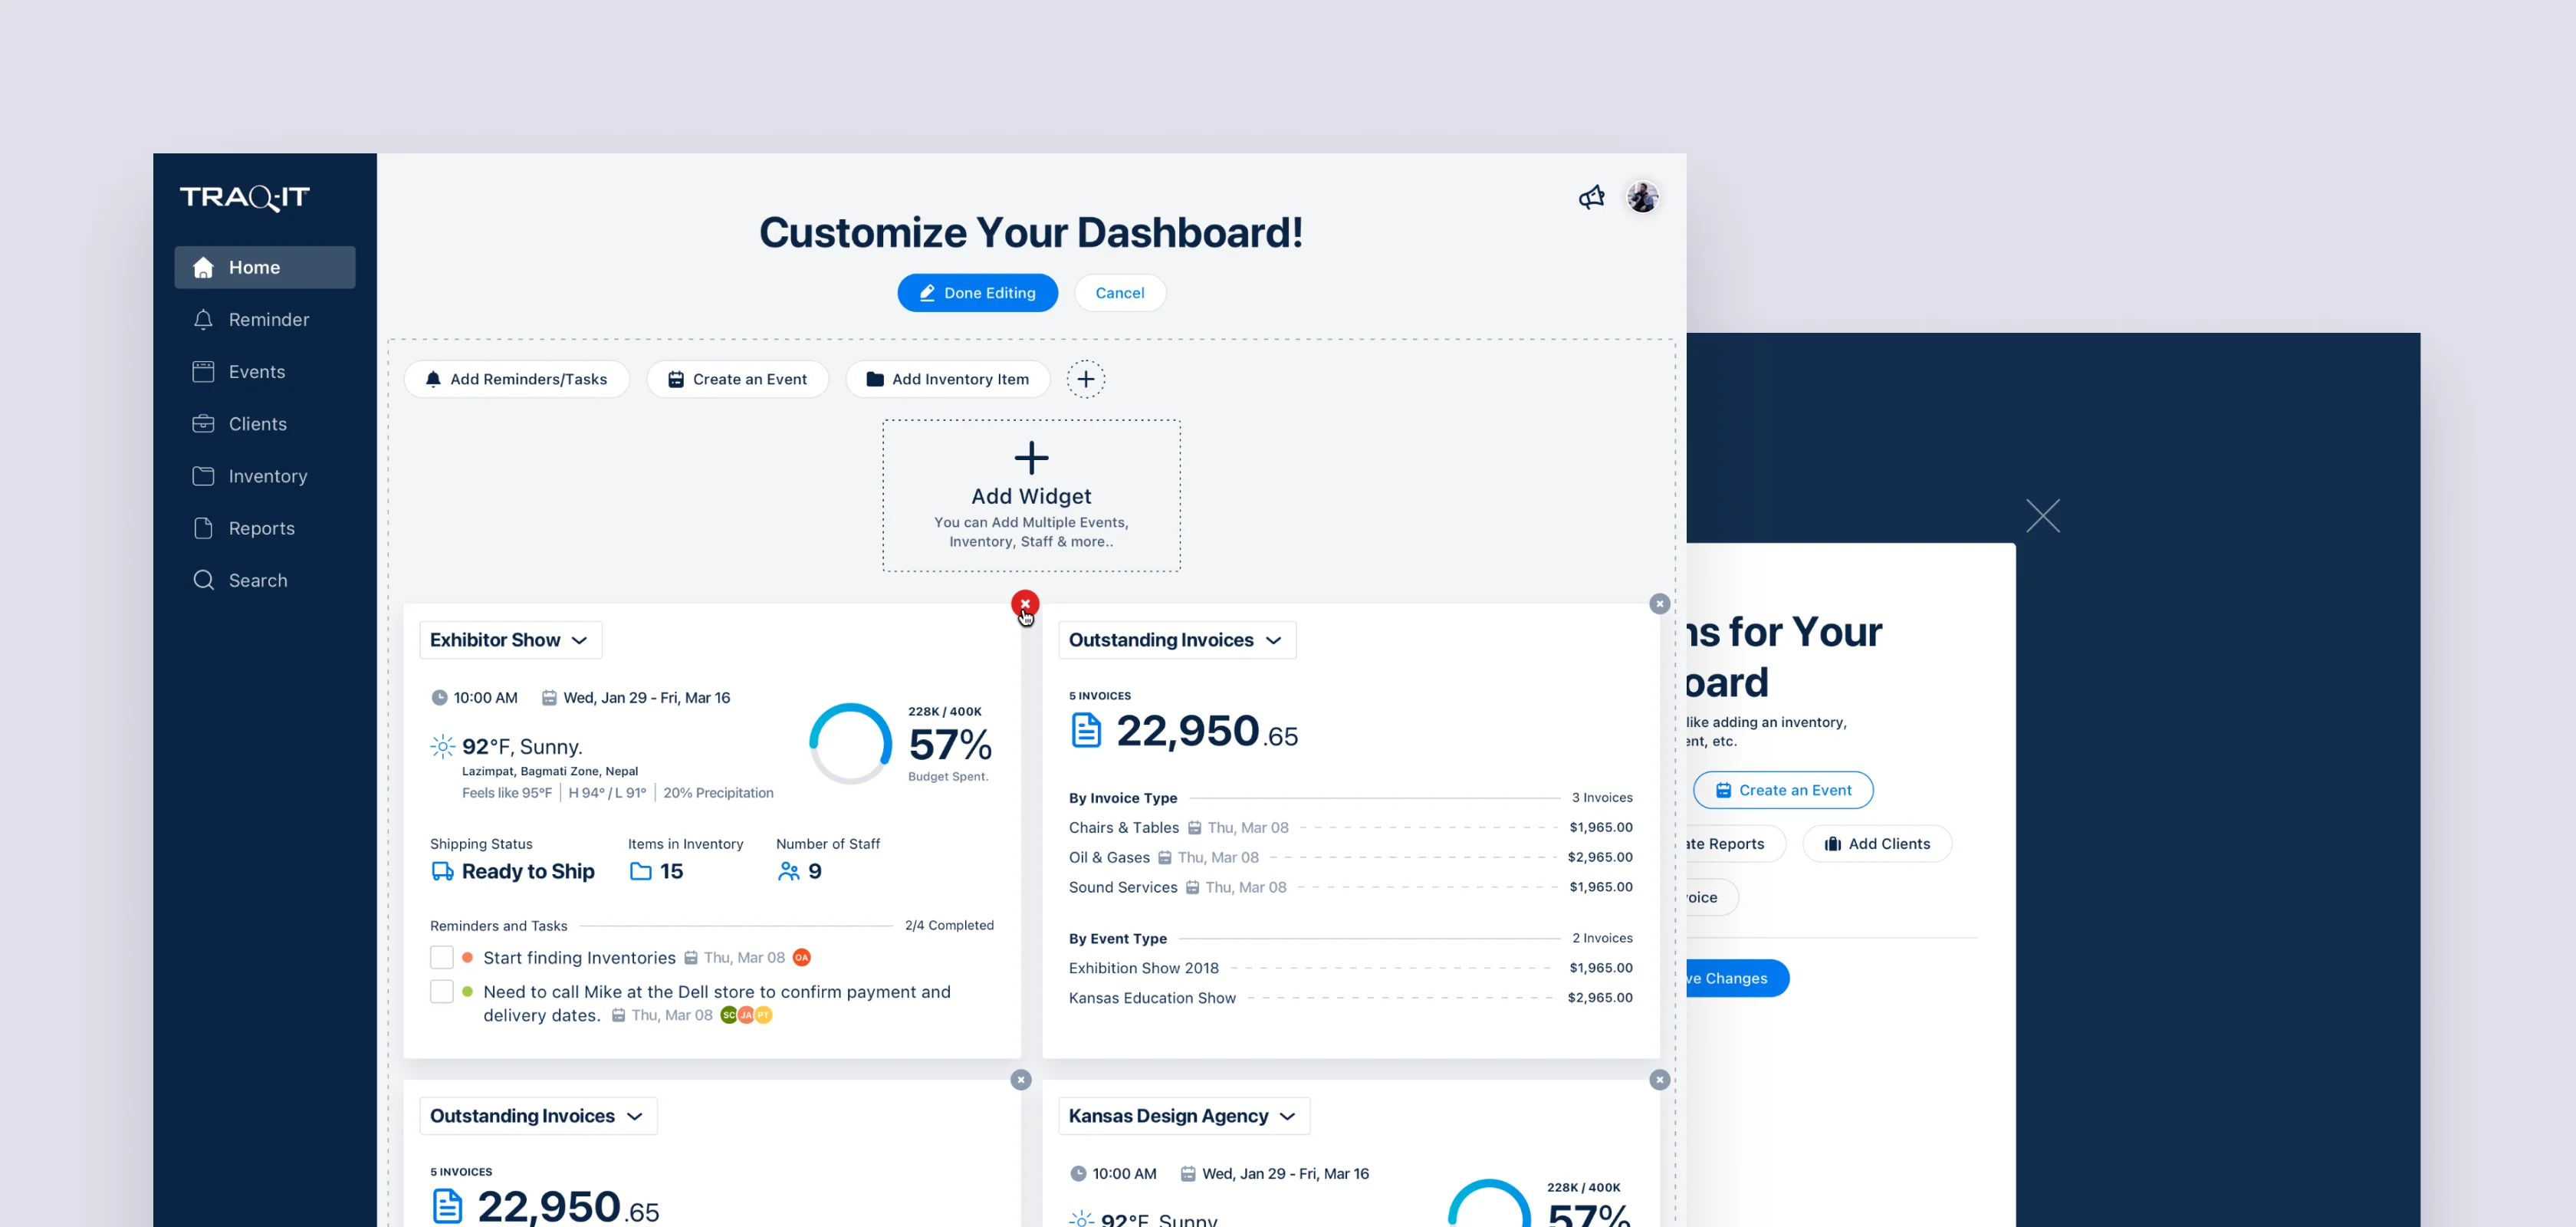 TRAQ-IT
Home
Reminder
Events
Clients
Inventory
Reports
Search
Customize Your Dashboard!
Done Editing
Cancel
Add Reminders/Tasks
Create an Event
Add Inventory Item
Add Widget
You can Add Multiple Events,
Inventory, Staff & more..
Exhibitor Show
10:00 AM Wed, Jan 29 - Fri, Mar 16
92°F, Sunny.
Lazimpat, Bagmati Zone, Nepal
Feels like 95°F H 94° / L 91° 20% Precipitation
228K / 400K
57%
Budget Spent.
Shipping Status Items in Inventory Number of Staff
Ready to Ship 15 9
Reminders and Tasks 2/4 Completed
Start finding Inventories Thu, Mar 08 OA
Need to call Mike at the Dell store to confirm payment and
delivery dates. Thu, Mar 08 SC JA PT
Outstanding Invoices
5 INVOICES
22,950.65
By Invoice Type 3 Invoices
Chairs & Tables Thu, Mar 08 $1,965.00
Oil & Gases Thu, Mar 08 $2,965.00
Sound Services Thu, Mar 08 $1,965.00
By Event Type 2 Invoices
Exhibition Show 2018 $1,965.00
Kansas Education Show $2,965.00
Outstanding Invoices
5 INVOICES
22,950.65
Kansas Design Agency
10:00 AM Wed, Jan 29 - Fri, Mar 16
92°F, Sunny
228K / 400K
57%
for Your
like adding an inventory,
etc.
Create an Event
Reports
Add Clients
Changes